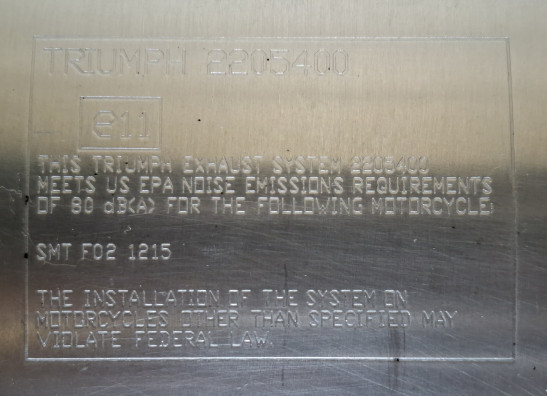 TRIUMPH 2205400
e11
THIS TRIUMPH EXHAUST SYSTEM 2205400
MEETS US EPA NOISE EMISSIONS REQUIREMENTS
OF 80 dB(A) FOR THE FOLLOWING MOTORCYCLE:
SMT F02 1215
THE INSTALLATION OF THE SYSTEM ON
MOTORCYCLES OTHER THAN SPECIFIED MAY
VIOLATE FEDERAL LAW.